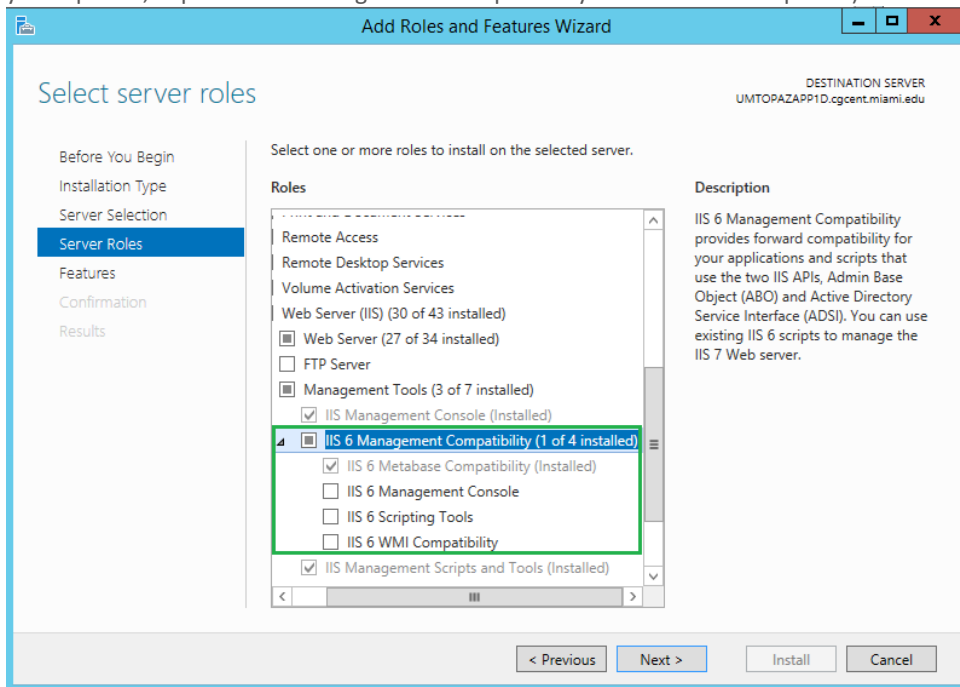 Add Roles and Features Wizard
Select server roles
DESTINATION SERVER
UMTOPAZAPP1D.cgcent.miami.edu
Before You Begin
Installation Type
Server Selection
Server Roles
Features
Confirmation
Results
Select one or more roles to install on the selected server.
Roles
Remote Access
Remote Desktop Services
Volume Activation Services
Web Server (IIS) (30 of 43 installed)
Web Server (27 of 34 installed)
FTP Server
Management Tools (3 of 7 installed)
IIS Management Console (Installed)
IIS 6 Management Compatibility (1 of 4 installed)
IIS 6 Metabase Compatibility (Installed)
IIS 6 Management Console
IIS 6 Scripting Tools
IIS 6 WMI Compatibility
IIS Management Scripts and Tools (Installed)
Description
IIS 6 Management Compatibility
provides forward compatibility for
your applications and scripts that
use the two IIS APIs, Admin Base
Object (ABO) and Active Directory
Service Interface (ADSI). You can use
existing IIS 6 scripts to manage the
IIS 7 Web server.
< Previous
Next >
Install
Cancel